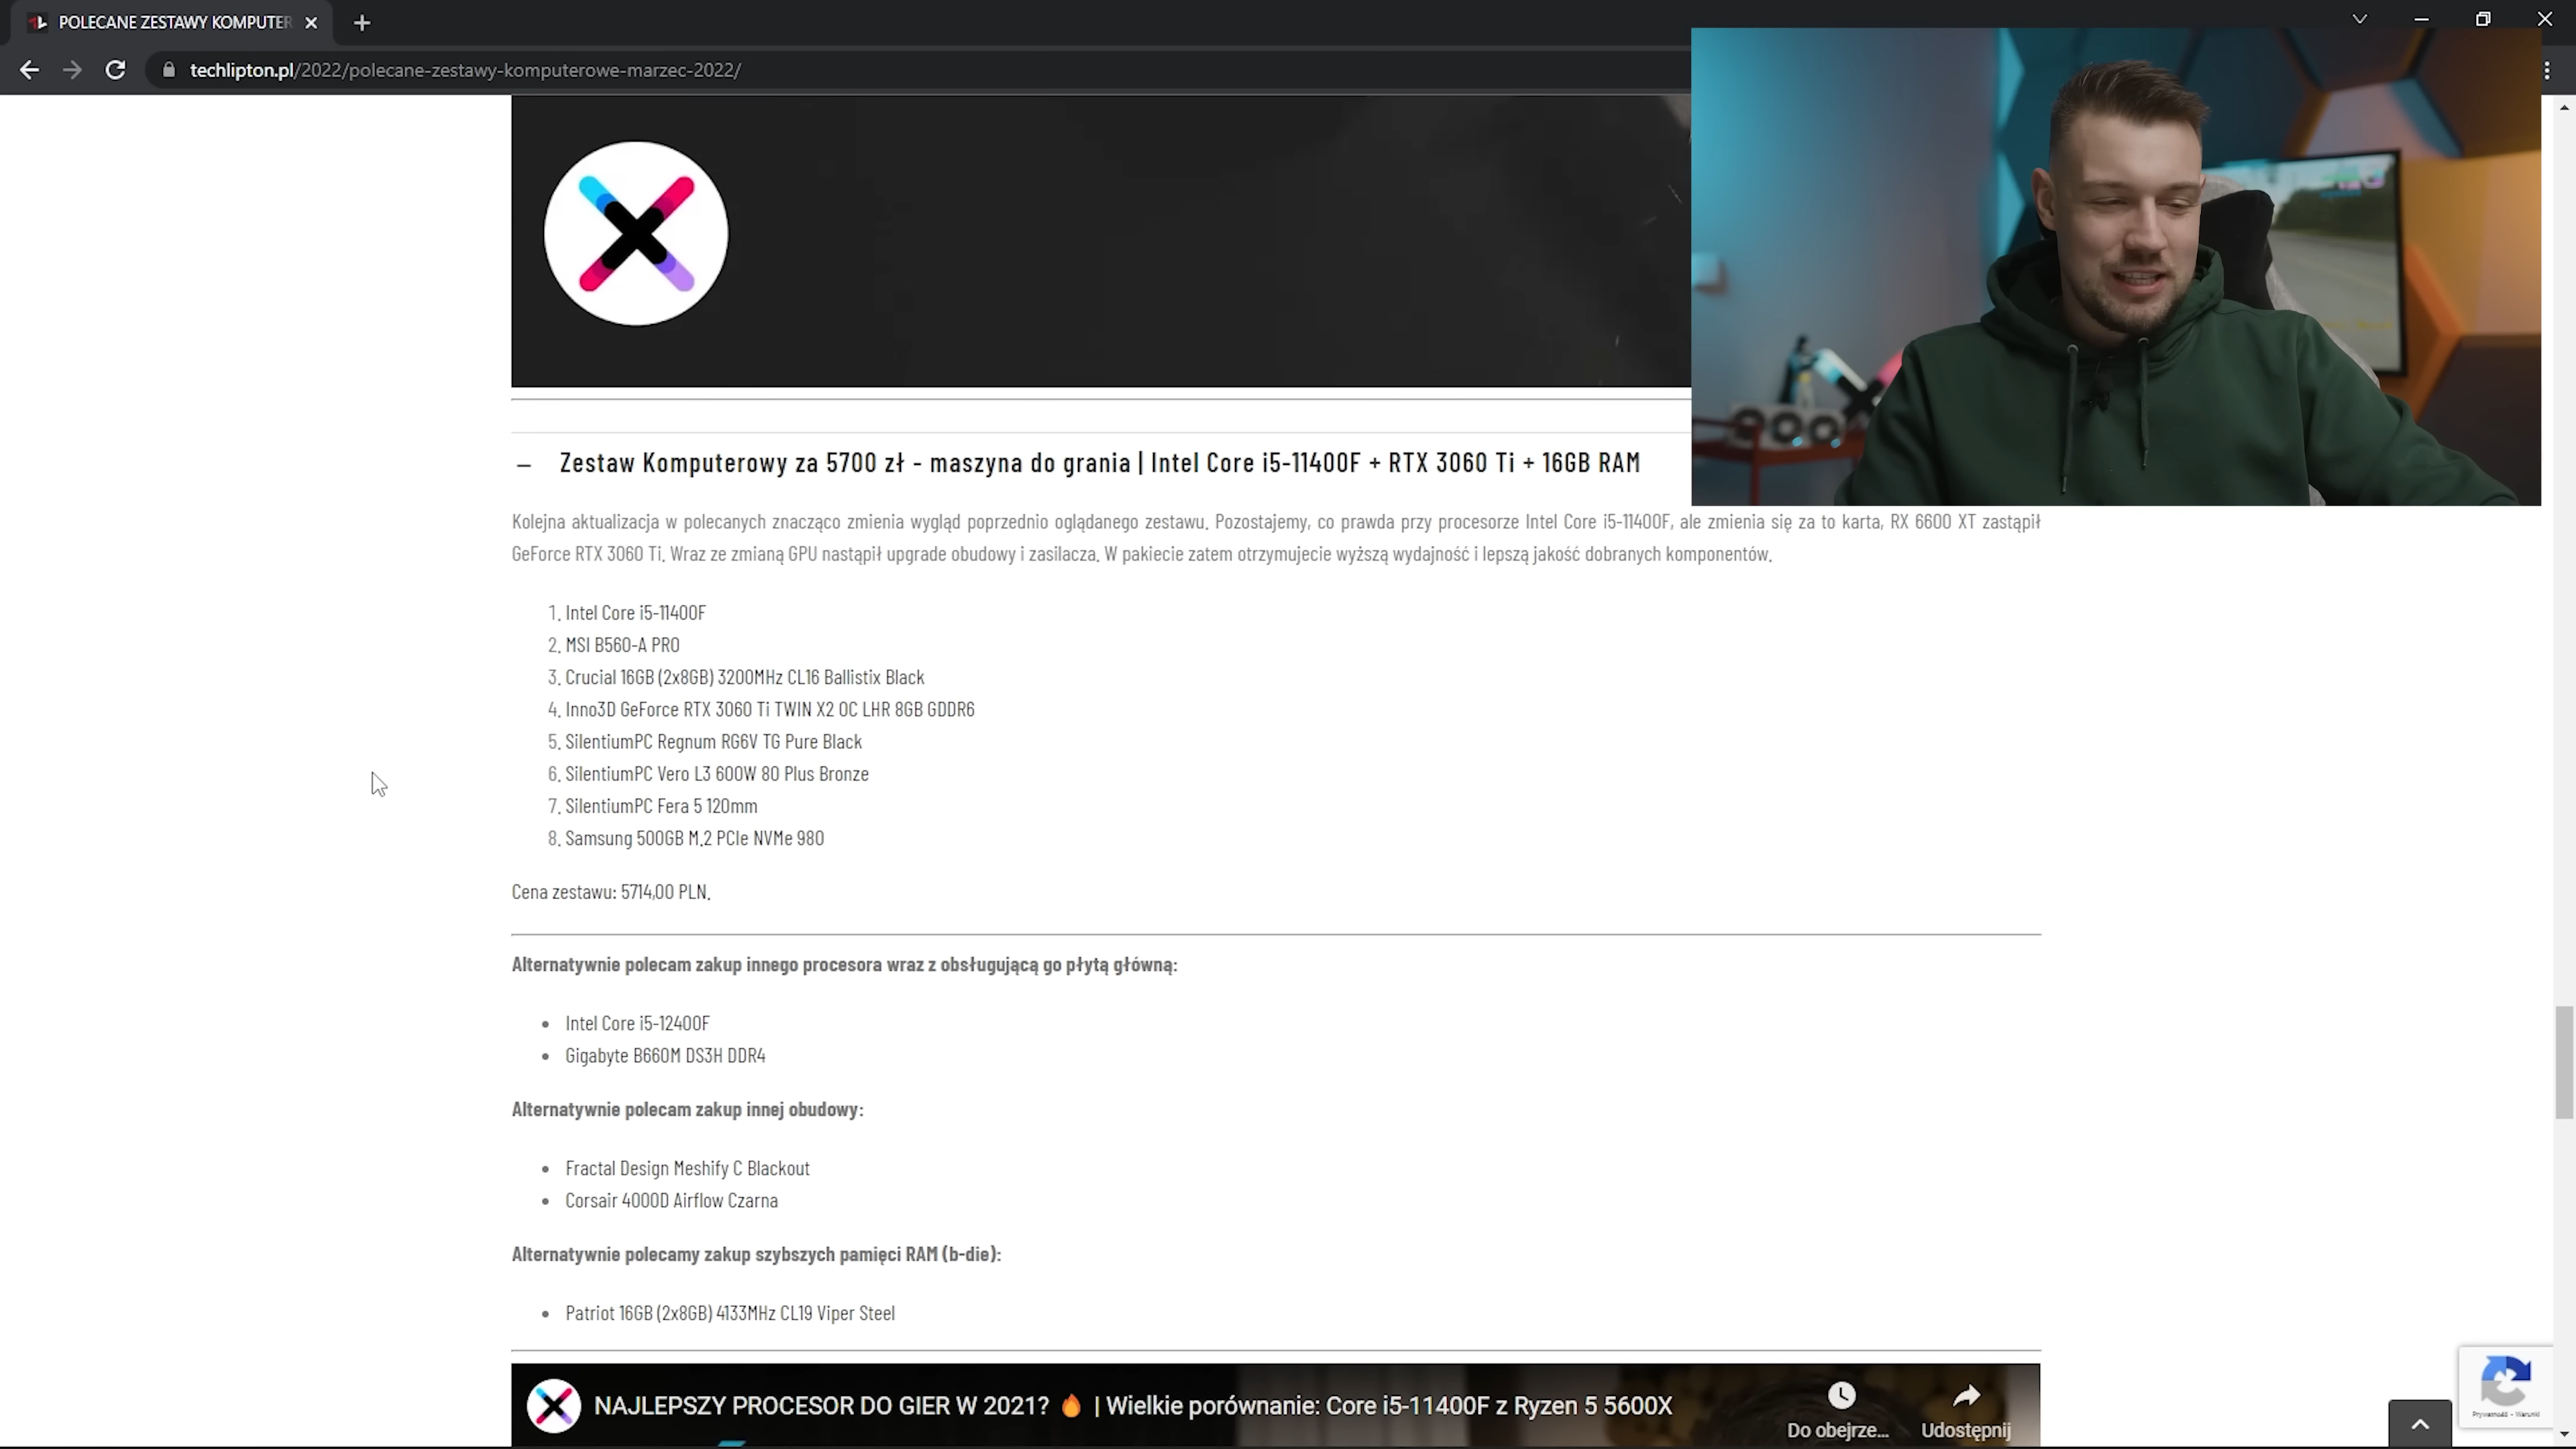 POLECANE ZESTAWY KOMPUTER
techlipton.pl/2022/polecane-zestawy-komputerowe-marzec-2022/
– Zestaw Komputerowy za 5700 zł - maszyna do grania | Intel Core i5-11400F + RTX 3060 Ti + 16GB RAM
Kolejna aktualizacja w polecanych znacząco zmienia wygląd poprzednio oglądanego zestawu. Pozostajemy, co prawda przy procesorze Intel Core i5-11400F, ale zmienia się za to karta, RX 6600 XT zastąpił
GeForce RTX 3060 Ti. Wraz ze zmianą GPU nastąpił upgrade obudowy i zasilacza. W pakiecie zatem otrzymujecie wyższą wydajność i lepszą jakość dobranych komponentów.
1. Intel Core i5-11400F
2. MSI B560-A PRO
3. Crucial 16GB (2x8GB) 3200MHz CL16 Ballistix Black
4. Inno3D GeForce RTX 3060 Ti TWIN X2 OC LHR 8GB GDDR6
5. SilentiumPC Regnum RG6V TG Pure Black
6. SilentiumPC Vero L3 600W 80 Plus Bronze
7. SilentiumPC Fera 5 120mm
8. Samsung 500GB M.2 PCIe NVMe 980
Cena zestawu: 5714,00 PLN.
Alternatywnie polecam zakup innego procesora wraz z obsługującą go płytą główną:
• Intel Core i5-12400F
• Gigabyte B660M DS3H DDR4
Alternatywnie polecam zakup innej obudowy:
• Fractal Design Meshify C Blackout
• Corsair 4000D Airflow Czarna
Alternatywnie polecamy zakup szybszych pamięci RAM (b-die):
• Patriot 16GB (2x8GB) 4133MHz CL19 Viper Steel
NAJLEPSZY PROCESOR DO GIER W 2021? 🔥 | Wielkie porównanie: Core i5-11400F z Ryzen 5 5600X
Do obejrze... Udostępnij
Prywatność - Warunki